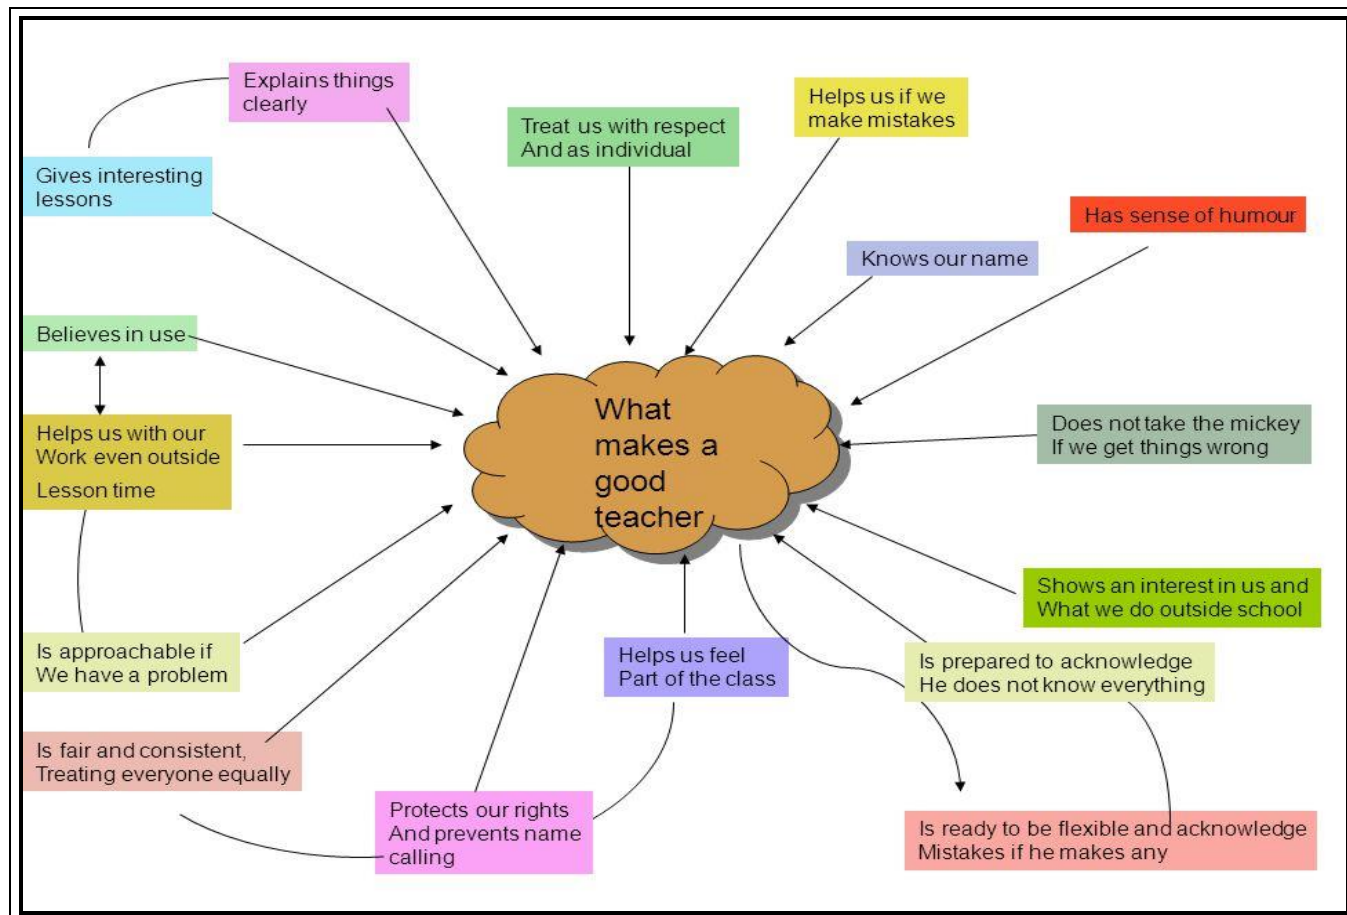 Explains things
clearly
Treat us with respect
And as individual
Helps us if we
make mistakes
Gives interesting
lessons
Has sense of humour
Knows our name
Believes in use
What
makes a
good
teacher
Helps us with our
Work even outside
Lesson time
Does not take the mickey
If we get things wrong
Shows an interest in us and
What we do outside school
Is approachable if
We have a problem
Helps us feel
Part of the class
Is prepared to acknowledge
He does not know everything
Is fair and consistent,
Treating everyone equally
Protects our rights
And prevents name
calling
Is ready to be flexible and acknowledge
Mistakes if he makes any